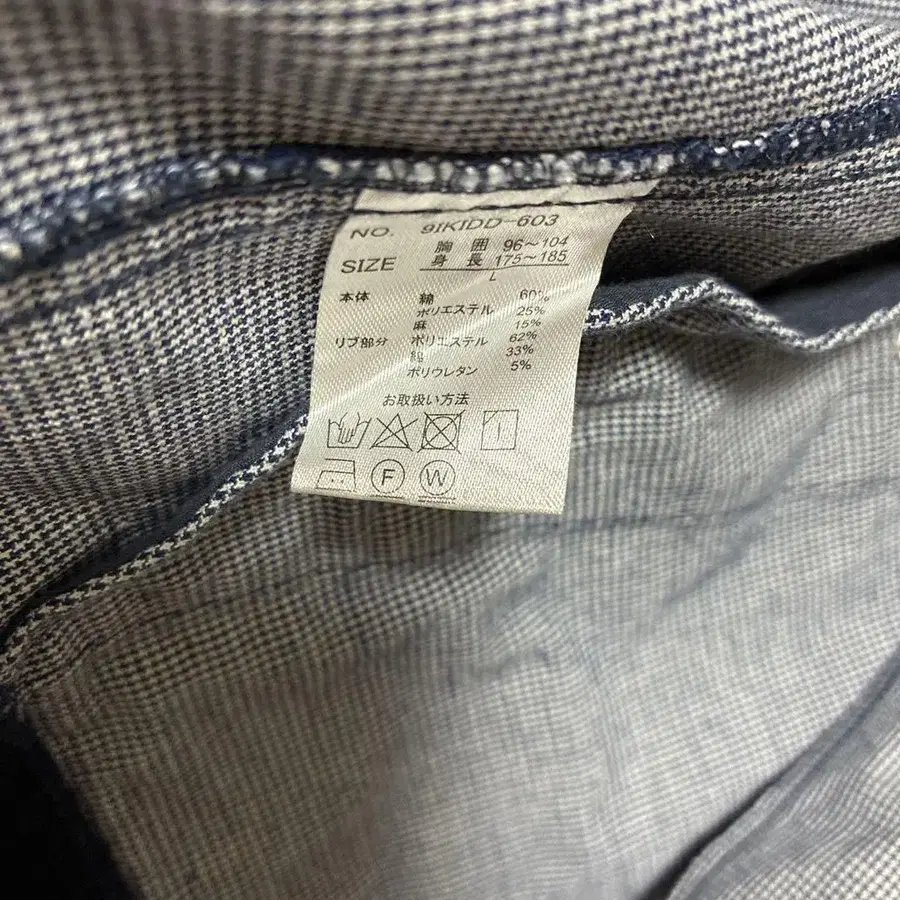 NO. 9IKIDD-603
SIZE 胸囲 96~104
身長 175~185
L
本体 綿 60%
ポリエステル 25%
麻 15%
リブ部分 ポリエステル 62%
綿 33%
ポリウレタン 5%
お取扱い方法
F W